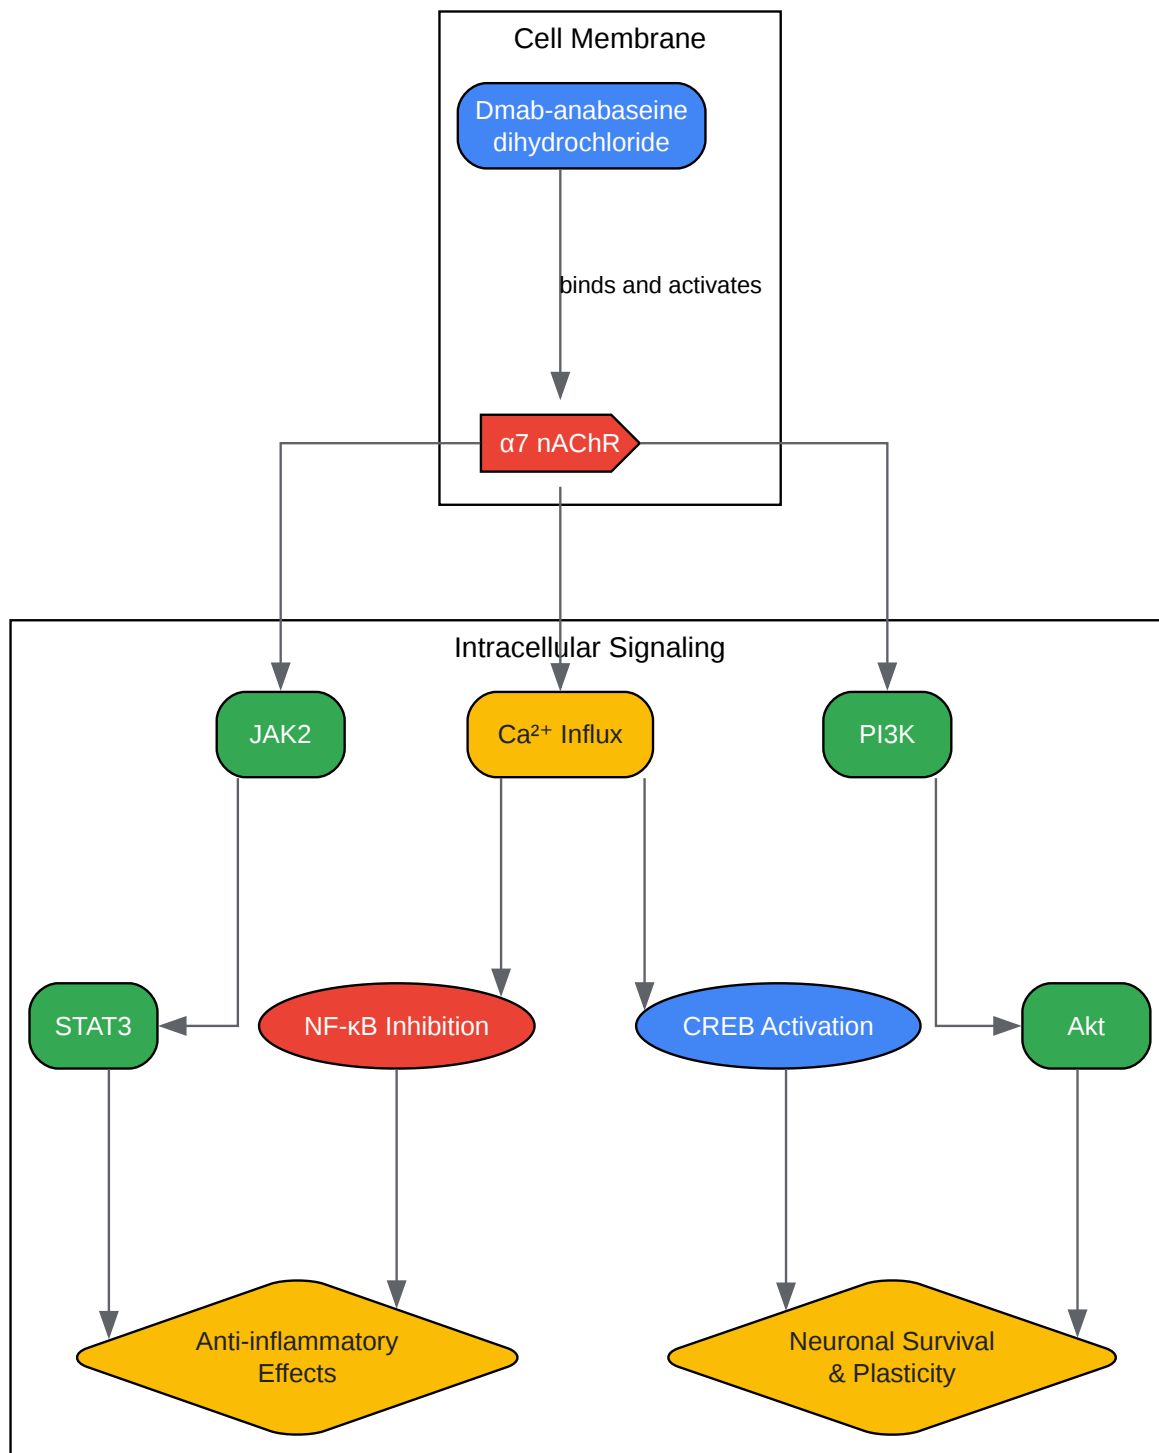 Cell Membrane
Dmab-anabaseine
dihydrochloride
binds and activates
α7 nAChR
Intracellular Signaling
JAK2
Ca²⁺ Influx
PI3K
STAT3
NF-κB Inhibition
CREB Activation
Akt
Anti-inflammatory
Effects
Neuronal Survival
& Plasticity